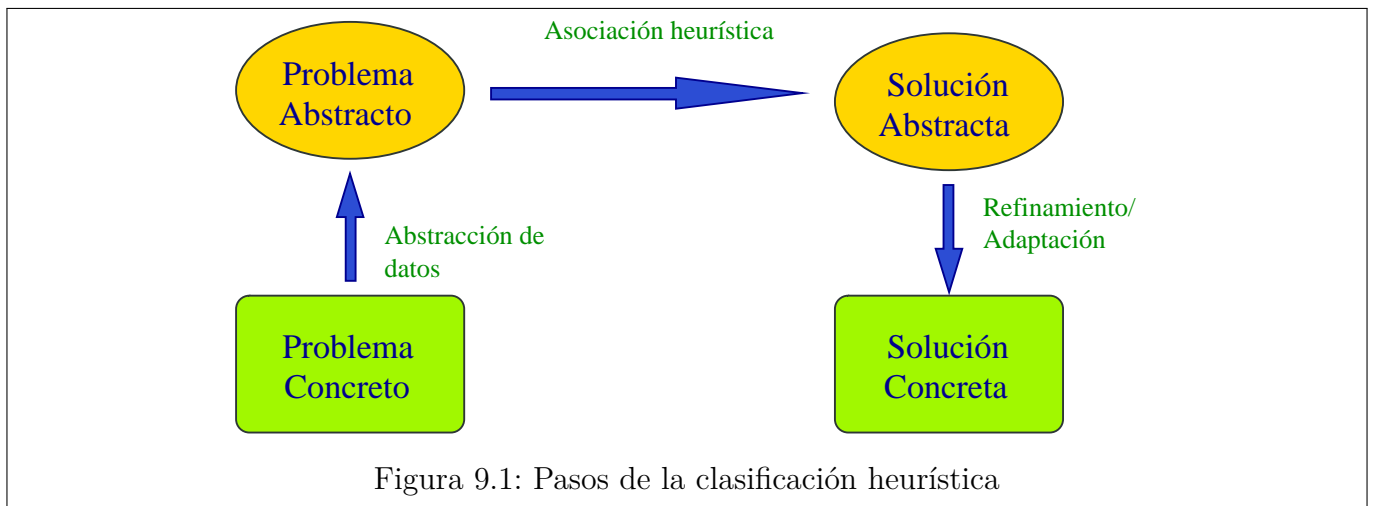 Asociación heurística
Problema
Abstracto
Solución
Abstracta
Abstracción de
datos
Refinamiento/
Adaptación
Problema
Concreto
Solución
Concreta
Figura 9.1: Pasos de la clasificación heurística